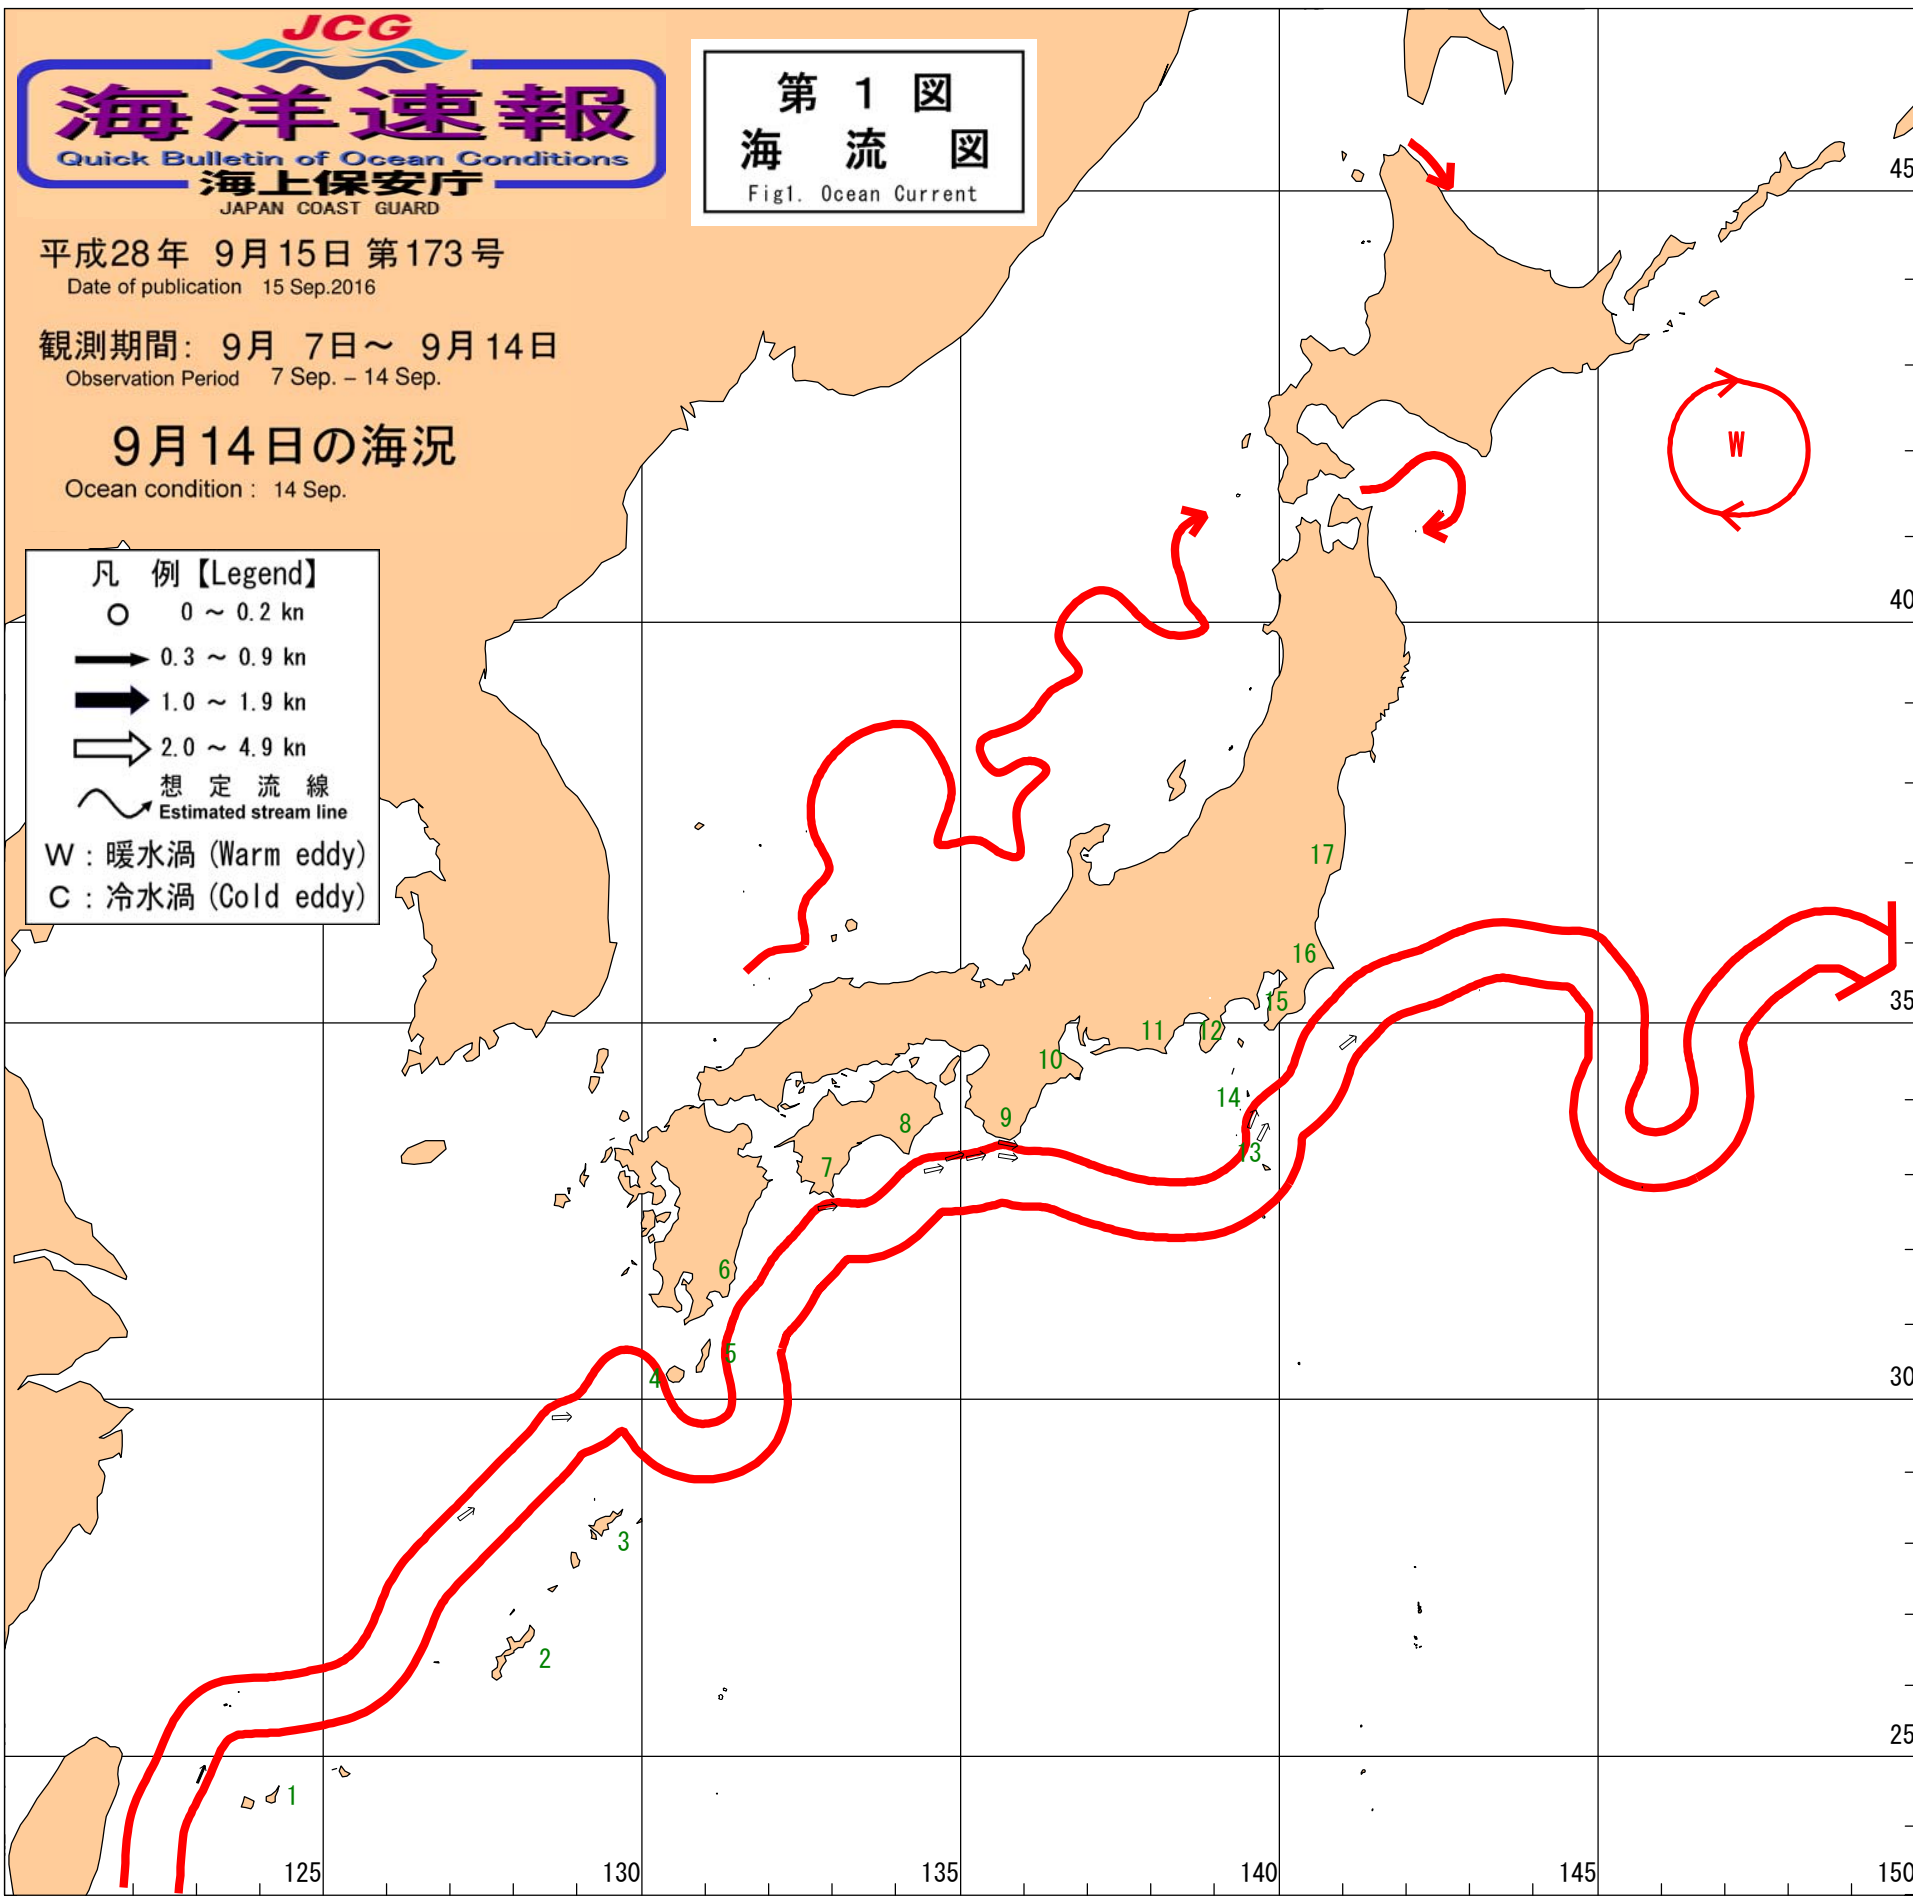 JCG
海洋速報
Quick Bulletin of Ocean Conditions
海上保安庁
JAPAN COAST GUARD
第 1 図
海 流 図
Fig1. Ocean Current
平成28年 9月15日 第173号
Date of publication 15 Sep.2016
観測期間: 9月 7日～ 9月14日
Observation Period 7 Sep. – 14 Sep.
9月14日の海況
Ocean condition : 14 Sep.
凡 例【Legend】
0 ～ 0.2 kn
0.3 ～ 0.9 kn
1.0 ～ 1.9 kn
2.0 ～ 4.9 kn
想 定 流 線
Estimated stream line
W : 暖水渦 (Warm eddy)
C : 冷水渦 (Cold eddy)
45
W
40
17
16
35
15
12
11
10
14
9
8
13
7
6
5
4
30
3
2
25
1
125
130
135
140
145
150